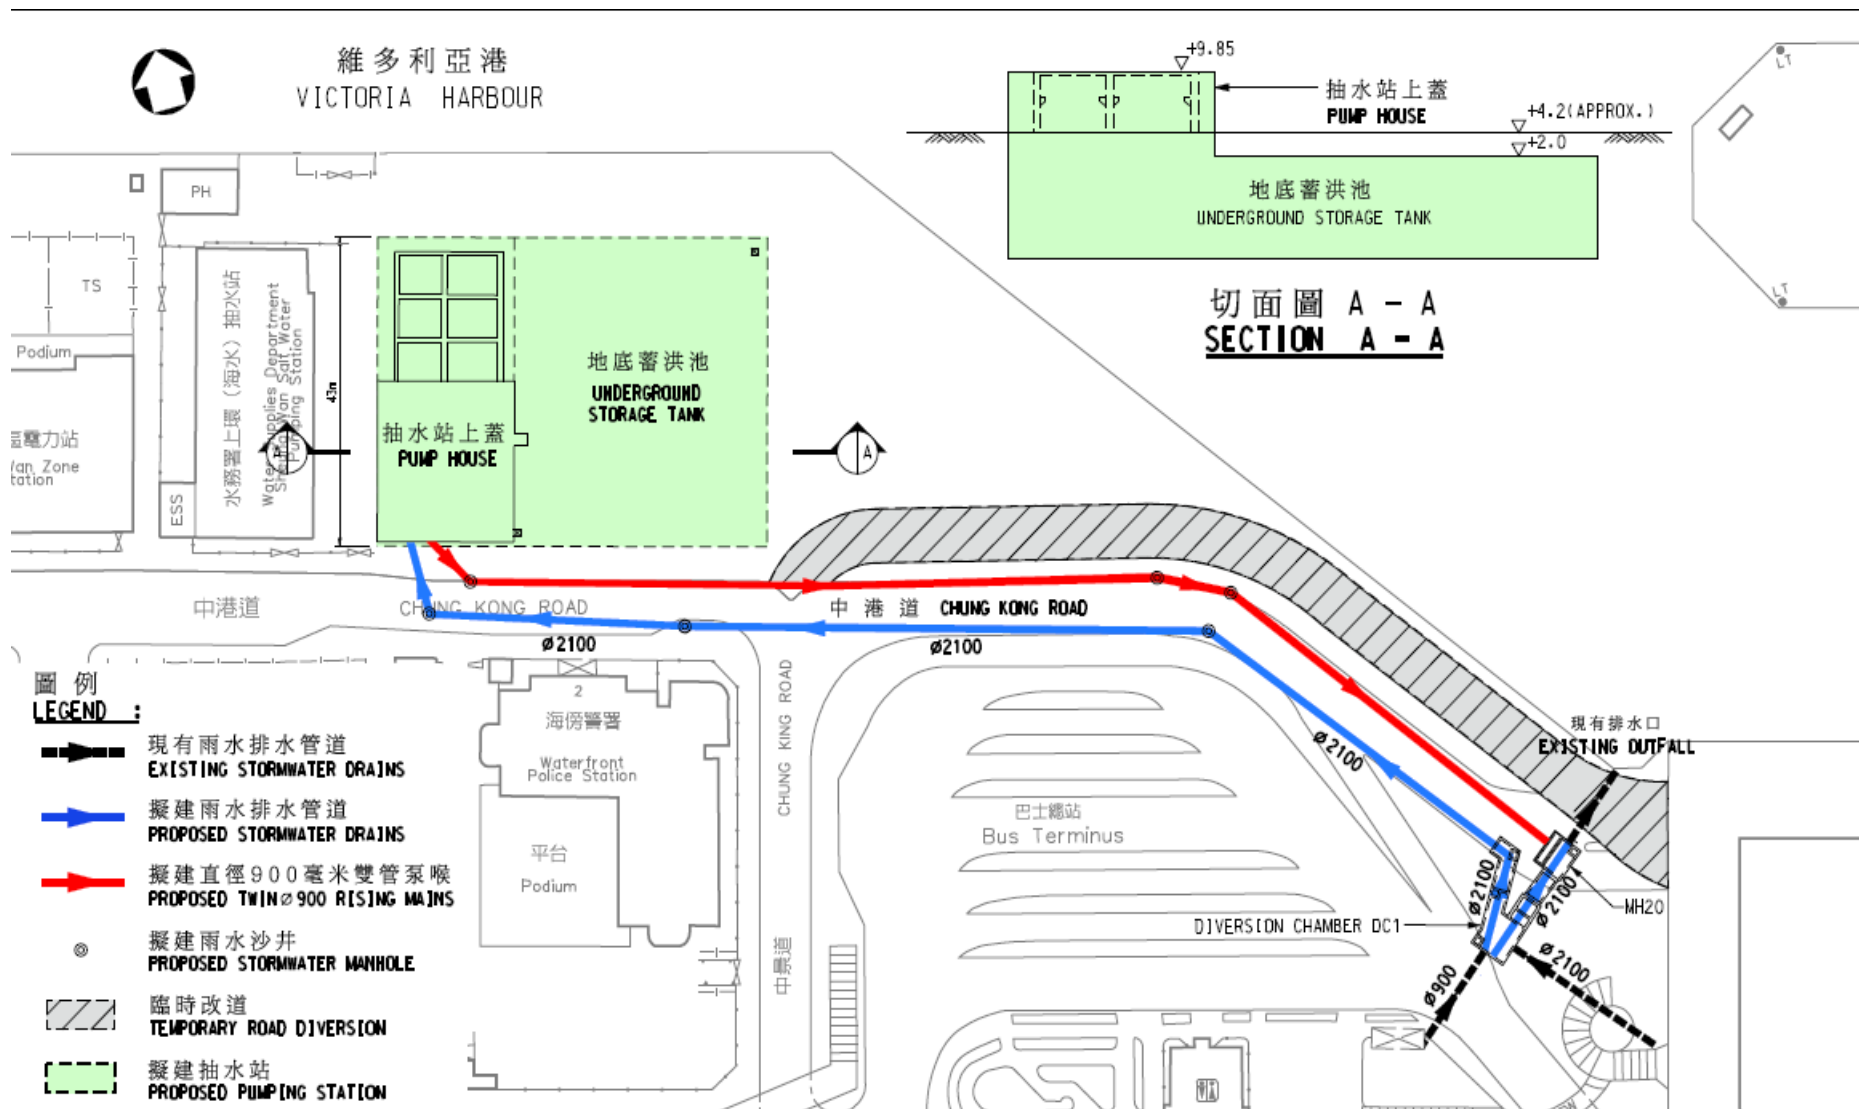 維多利亞港
VICTORIA HARBOUR
+9.85
抽水站上蓋
PUMP HOUSE
+4.2(APPROX.)
+2.0
地底蓄洪池
UNDERGROUND STORAGE TANK
切面圖 A - A
SECTION A - A
LT
LT
PH
TS
Podium
水務署上環（海水）抽水站
Water Supplies Department
Sheung Wan Salt Water
Pumping Station
ESS
43m
A
地底蓄洪池
UNDERGROUND
STORAGE TANK
抽水站上蓋
PUMP HOUSE
A
區電力站
Wan Zone
tation
中港道
CHUNG KONG ROAD
中港道 CHUNG KONG ROAD
ø2100
ø2100
ø2100
CHUNG KING ROAD
中景道
2
海傍警署
Waterfront
Police Station
平台
Podium
巴士總站
Bus Terminus
現有排水口
EXISTING OUTFALL
ø2100
ø2100
MH20
DIVERSION CHAMBER DC1
ø900
ø2100
圖例
LEGEND :
現有雨水排水管道
EXISTING STORMWATER DRAINS
擬建雨水排水管道
PROPOSED STORMWATER DRAINS
擬建直徑900毫米雙管泵喉
PROPOSED TWINø900 RISING MAINS
擬建雨水沙井
PROPOSED STORMWATER MANHOLE
臨時改道
TEMPORARY ROAD DIVERSION
擬建抽水站
PROPOSED PUMPING STATION